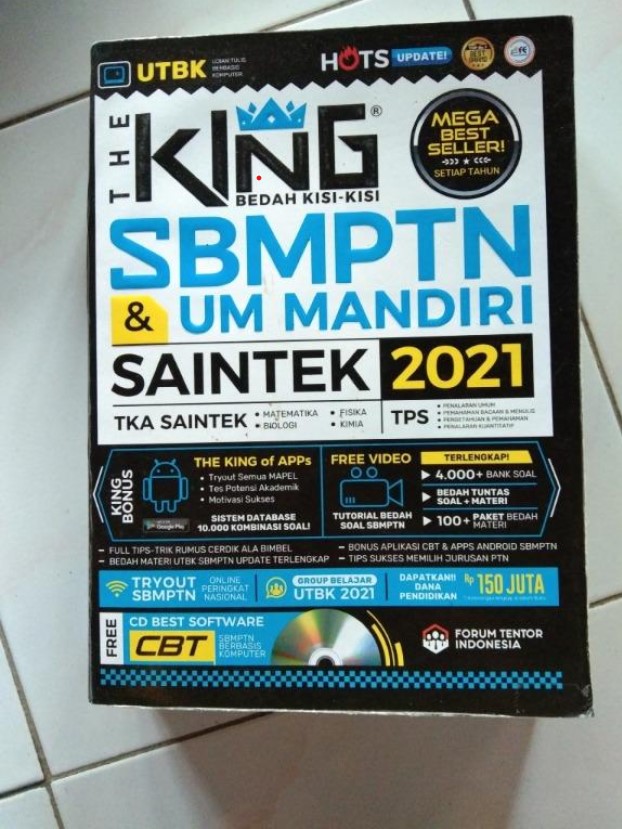 UTBK UJIAN TULIS
BERBASIS
KOMPUTER
HOTS UPDATE!
THE KING®
BEDAH KISI-KISI
MEGA
BEST
SELLER!
SETIAP TAHUN
SBMPTN
& UM MANDIRI
SAINTEK 2021
TKA SAINTEK
• MATEMATIKA • FISIKA
• BIOLOGI • KIMIA
TPS
• PENALARAN UMUM
• PEMAHAMAN BACAAN & MENULIS
• PENGETAHUAN & PEMAHAMAN
• PENALARAN KUANTITATIF
KING
BONUS
THE KING of APPs
• Tryout Semua MAPEL
• Tes Potensi Akademik
• Motivasi Sukses
Google Play
SISTEM DATABASE
10.000 KOMBINASI SOAL!
FREE VIDEO
TUTORIAL BEDAH
SOAL SBMPTN
TERLENGKAP!
4.000+ BANK SOAL
BEDAH TUNTAS
SOAL + MATERI
100+ PAKET BEDAH
MATERI
– FULL TIPS-TRIK RUMUS CERDIK ALA BIMBEL
– BEDAH MATERI UTBK SBMPTN UPDATE TERLENGKAP
– BONUS APLIKASI CBT & APPS ANDROID SBMPTN
– TIPS SUKSES MEMILIH JURUSAN PTN
TRYOUT
SBMPTN
ONLINE
PERINGKAT
NASIONAL
GROUP BELAJAR
UTBK 2021
DAPATKAN!!
DANA
PENDIDIKAN
Rp 150 JUTA
FREE
CD BEST SOFTWARE
CBT
SBMPTN
BERBASIS
KOMPUTER
FORUM TENTOR
INDONESIA